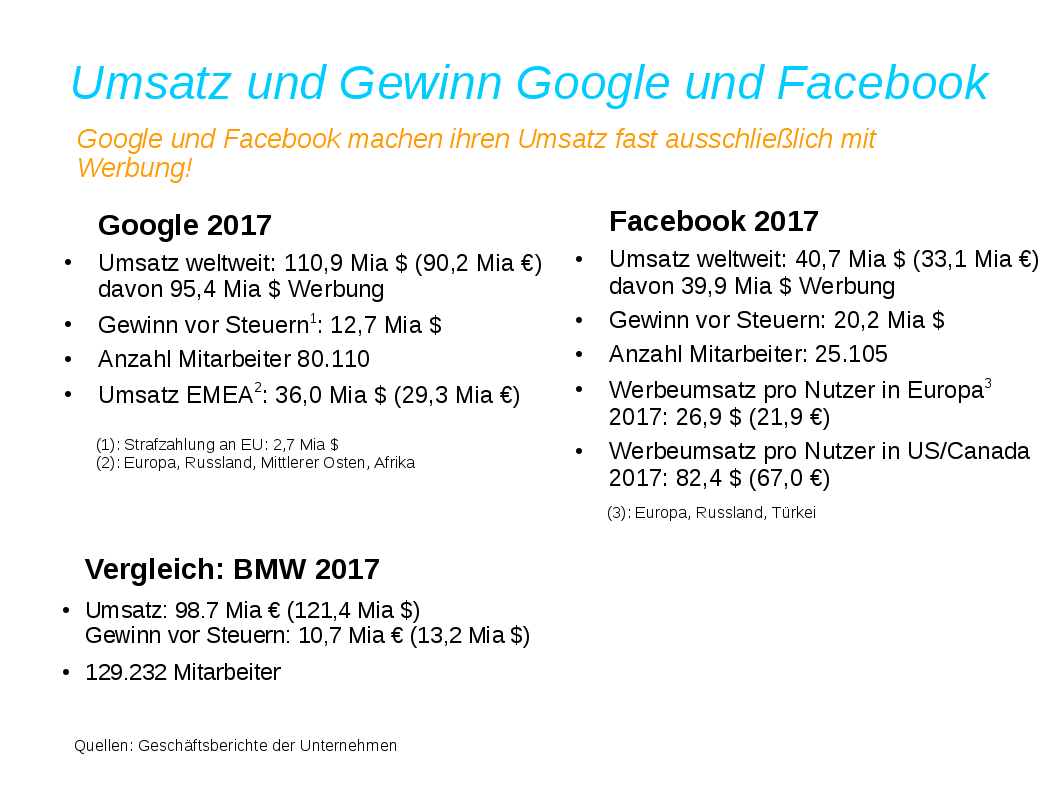 Umsatz und Gewinn Google und Facebook
Google und Facebook machen ihren Umsatz fast ausschließlich mit
Werbung!
Google 2017
• Umsatz weltweit: 110,9 Mia $ (90,2 Mia €)
davon 95,4 Mia $ Werbung
• Gewinn vor Steuern1: 12,7 Mia $
• Anzahl Mitarbeiter 80.110
• Umsatz EMEA2: 36,0 Mia $ (29,3 Mia €)
(1): Strafzahlung an EU: 2,7 Mia $
(2): Europa, Russland, Mittlerer Osten, Afrika
Facebook 2017
• Umsatz weltweit: 40,7 Mia $ (33,1 Mia €)
davon 39,9 Mia $ Werbung
• Gewinn vor Steuern: 20,2 Mia $
• Anzahl Mitarbeiter: 25.105
• Werbeumsatz pro Nutzer in Europa3
2017: 26,9 $ (21,9 €)
• Werbeumsatz pro Nutzer in US/Canada
2017: 82,4 $ (67,0 €)
(3): Europa, Russland, Türkei
Vergleich: BMW 2017
• Umsatz: 98.7 Mia € (121,4 Mia $)
Gewinn vor Steuern: 10,7 Mia € (13,2 Mia $)
• 129.232 Mitarbeiter
Quellen: Geschäftsberichte der Unternehmen